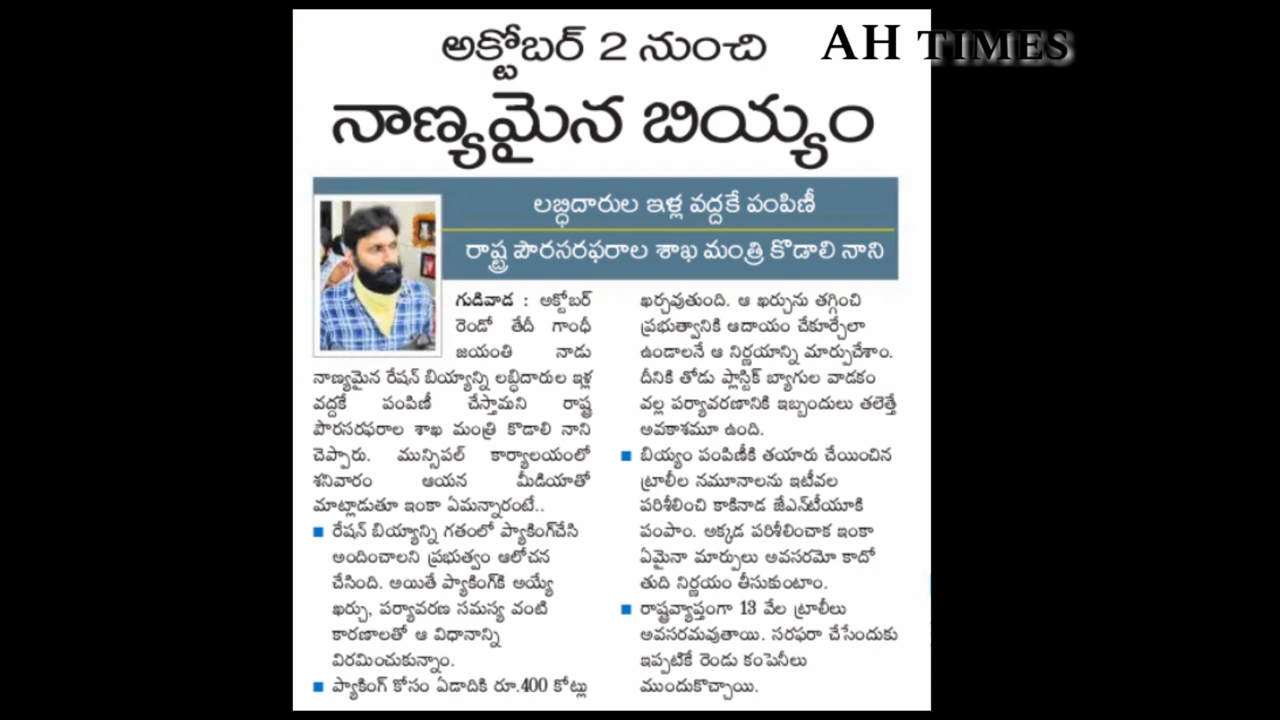 అక్టోబర్ 2 నుంచి
AH TIMES
నాణ్యమైన బియ్యం
లబ్ధిదారుల ఇళ్ల వద్దకే పంపిణీ
రాష్ట్ర పౌరసరఫరాల శాఖ మంత్రి కొడాలి నాని
గుడివాడ : అక్టోబర్
రెండో తేదీ గాంధీ
జయంతి నాడు
నాణ్యమైన రేషన్ బియ్యాన్ని లబ్ధిదారుల ఇళ్ల
వద్దకే పంపిణీ చేస్తామని రాష్ట్ర
పౌరసరఫరాల శాఖ మంత్రి కొడాలి నాని
చెప్పారు. మున్సిపల్ కార్యాలయంలో
శనివారం ఆయన మీడియాతో
మాట్లాడుతూ ఇంకా ఏమన్నారంటే..
■ రేషన్ బియ్యాన్ని గతంలో ప్యాకింగ్‌చేసి
అందించాలని ప్రభుత్వం ఆలోచన
చేసింది. అయితే ప్యాకింగ్‌కి అయ్యే
ఖర్చు, పర్యావరణ సమస్య వంటి
కారణాలతో ఆ విధానాన్ని
విరమించుకున్నాం.
■ ప్యాకింగ్ కోసం ఏడాదికి రూ.400 కోట్లు
ఖర్చవుతుంది. ఆ ఖర్చును తగ్గించి
ప్రభుత్వానికి ఆదాయం చేకూర్చేలా
ఉండాలనే ఆ నిర్ణయాన్ని మార్పుచేశాం.
దీనికి తోడు ప్లాస్టిక్ బ్యాగుల వాడకం
వల్ల పర్యావరణానికి ఇబ్బందులు తలెత్తే
అవకాశమూ ఉంది.
■ బియ్యం పంపిణీకి తయారు చేయించిన
ట్రాలీల నమూనాలను ఇటీవల
పరిశీలించి కాకినాడ జేఎన్‌టీయూకి
పంపాం. అక్కడ పరిశీలించాక ఇంకా
ఏమైనా మార్పులు అవసరమో కాదో
తుది నిర్ణయం తీసుకుంటాం.
■ రాష్ట్రవ్యాప్తంగా 13 వేల ట్రాలీలు
అవసరమవుతాయి. సరఫరా చేసేందుకు
ఇప్పటికే రెండు కంపెనీలు
ముందుకొచ్చాయి.